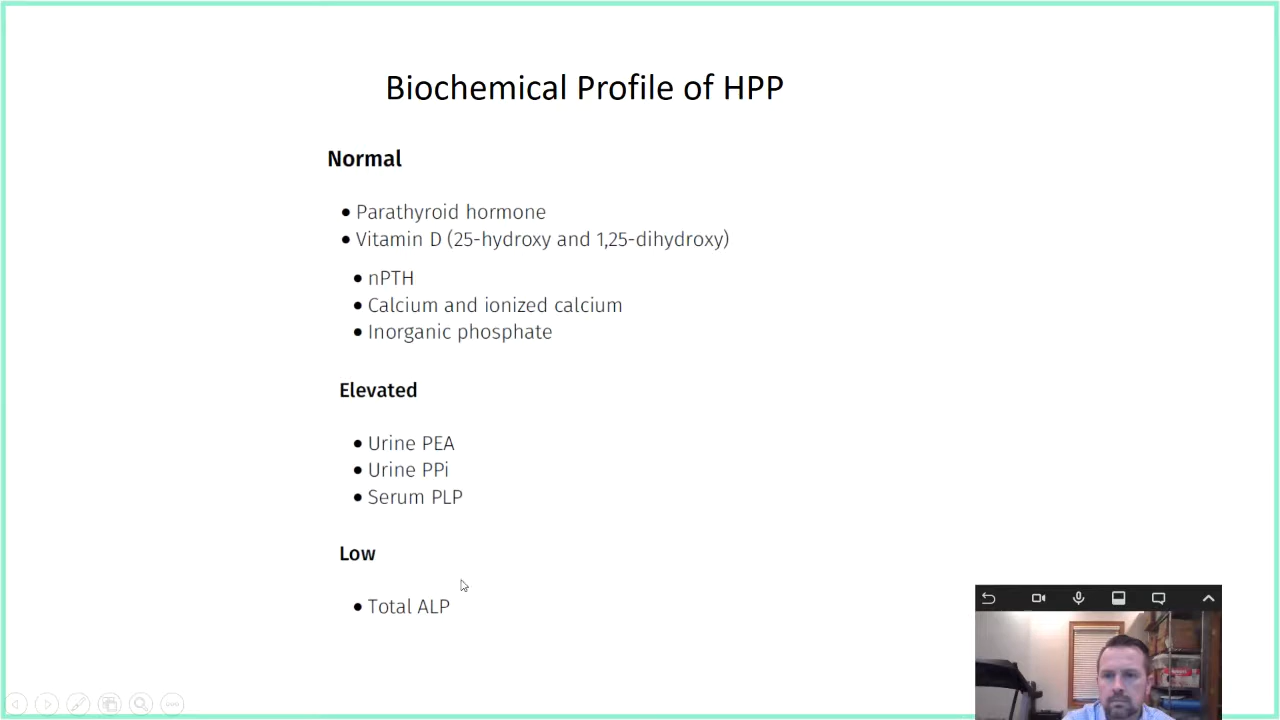 Biochemical Profile of HPP
Normal
• Parathyroid hormone
• Vitamin D (25-hydroxy and 1,25-dihydroxy)
• nPTH
• Calcium and ionized calcium
• Inorganic phosphate
Elevated
• Urine PEA
• Urine PPi
• Serum PLP
Low
• Total ALP